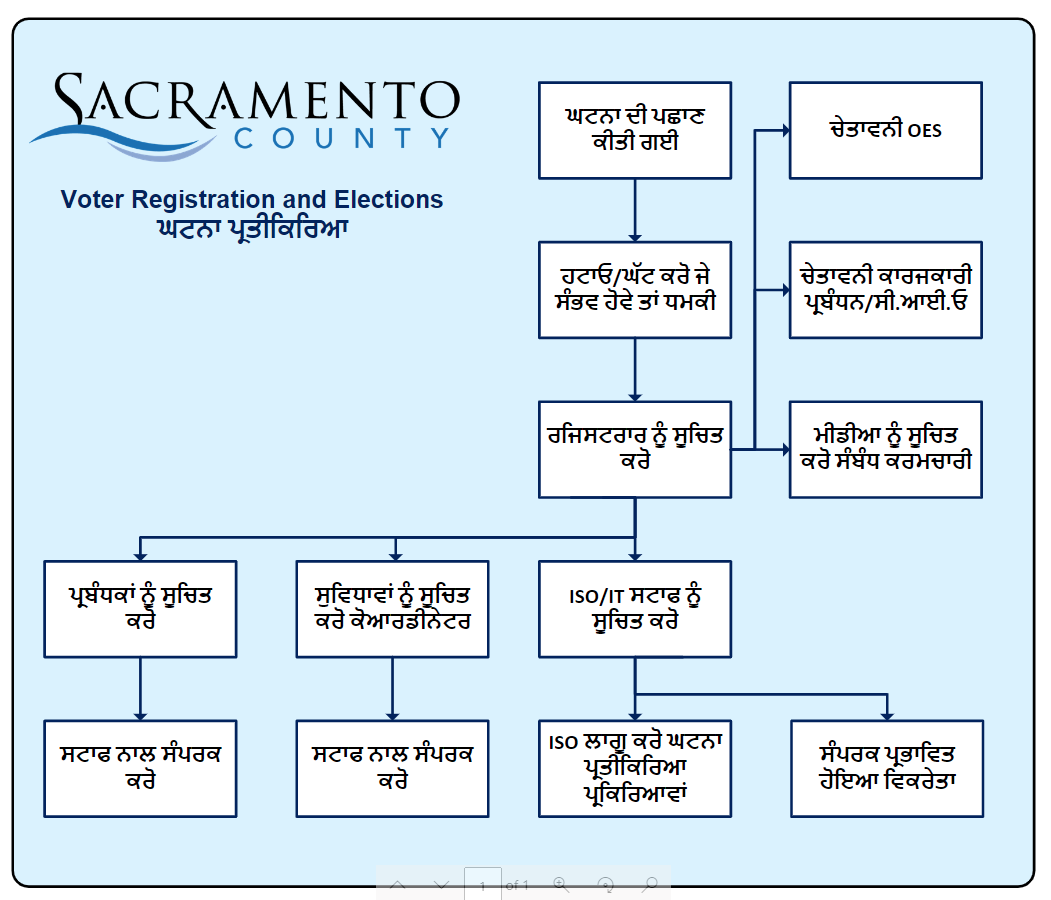 SACRAMENTO
COUNTY
Voter Registration and Elections
ਘਟਨਾ ਪ੍ਰਤੀਕਿਰਿਆ
ਘਟਨਾ ਦੀ ਪਛਾਣ
ਕੀਤੀ ਗਈ
ਚੇਤਾਵਨੀ OES
ਹਟਾਓ/ਘੱਟ ਕਰੋ ਜੇ
ਸੰਭਵ ਹੋਵੇ ਤਾਂ ਧਮਕੀ
ਚੇਤਾਵਨੀ ਕਾਰਜਕਾਰੀ
ਪ੍ਰਬੰਧਨ/ਸੀ.ਆਈ.ਓ
ਰਜਿਸਟਰਾਰ ਨੂੰ ਸੂਚਿਤ
ਕਰੋ
ਮੀਡੀਆ ਨੂੰ ਸੂਚਿਤ
ਕਰੋ ਸੰਬੰਧ ਕਰਮਚਾਰੀ
ਪ੍ਰਬੰਧਕਾਂ ਨੂੰ ਸੂਚਿਤ
ਕਰੋ
ਸੁਵਿਧਾਵਾਂ ਨੂੰ ਸੂਚਿਤ
ਕਰੋ ਕੋਆਰਡੀਨੇਟਰ
ISO/IT ਸਟਾਫ ਨੂੰ
ਸੂਚਿਤ ਕਰੋ
ਸਟਾਫ ਨਾਲ ਸੰਪਰਕ
ਕਰੋ
ਸਟਾਫ ਨਾਲ ਸੰਪਰਕ
ਕਰੋ
ISO ਲਾਗੂ ਕਰੋ ਘਟਨਾ
ਪ੍ਰਤੀਕਿਰਿਆ
ਪ੍ਰਕਿਰਿਆਵਾਂ
ਸੰਪਰਕ ਪ੍ਰਭਾਵਿਤ
ਹੋਇਆ ਵਿਕਰੇਤਾ
1 of 1